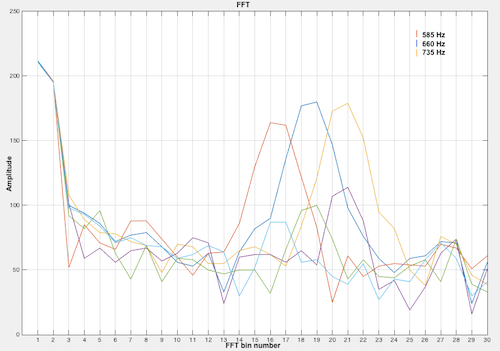 FFT
250
200
150
100
50
0
Amplitude
585 Hz
660 Hz
735 Hz
1 2 3 4 5 6 7 8 9 10 11 12 13 14 15 16 17 18 19 20 21 22 23 24 25 26 27 28 29 30
FFT bin number